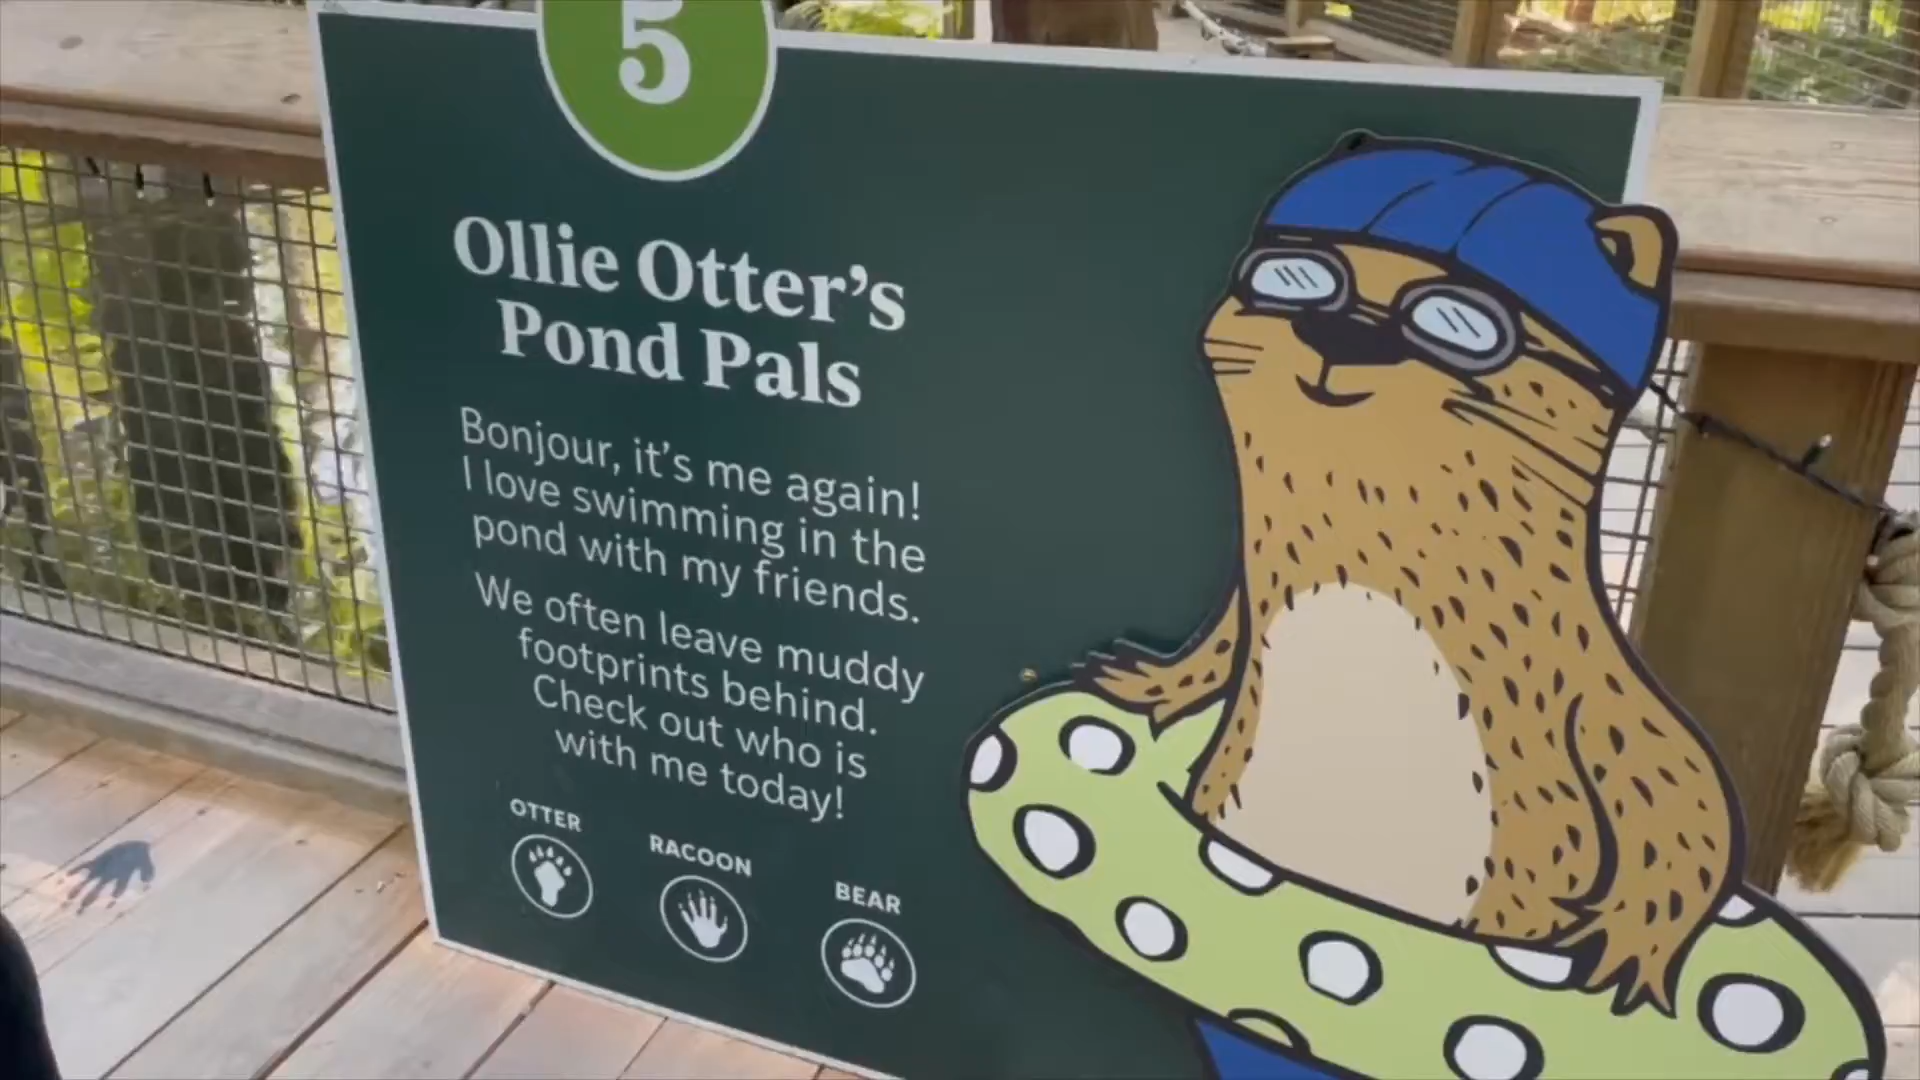 5
Ollie Otter's
Pond Pals
Bonjour, it's me again!
I love swimming in the
pond with my friends.
We often leave muddy
footprints behind.
Check out who is
with me today!
OTTER
RACOON
BEAR